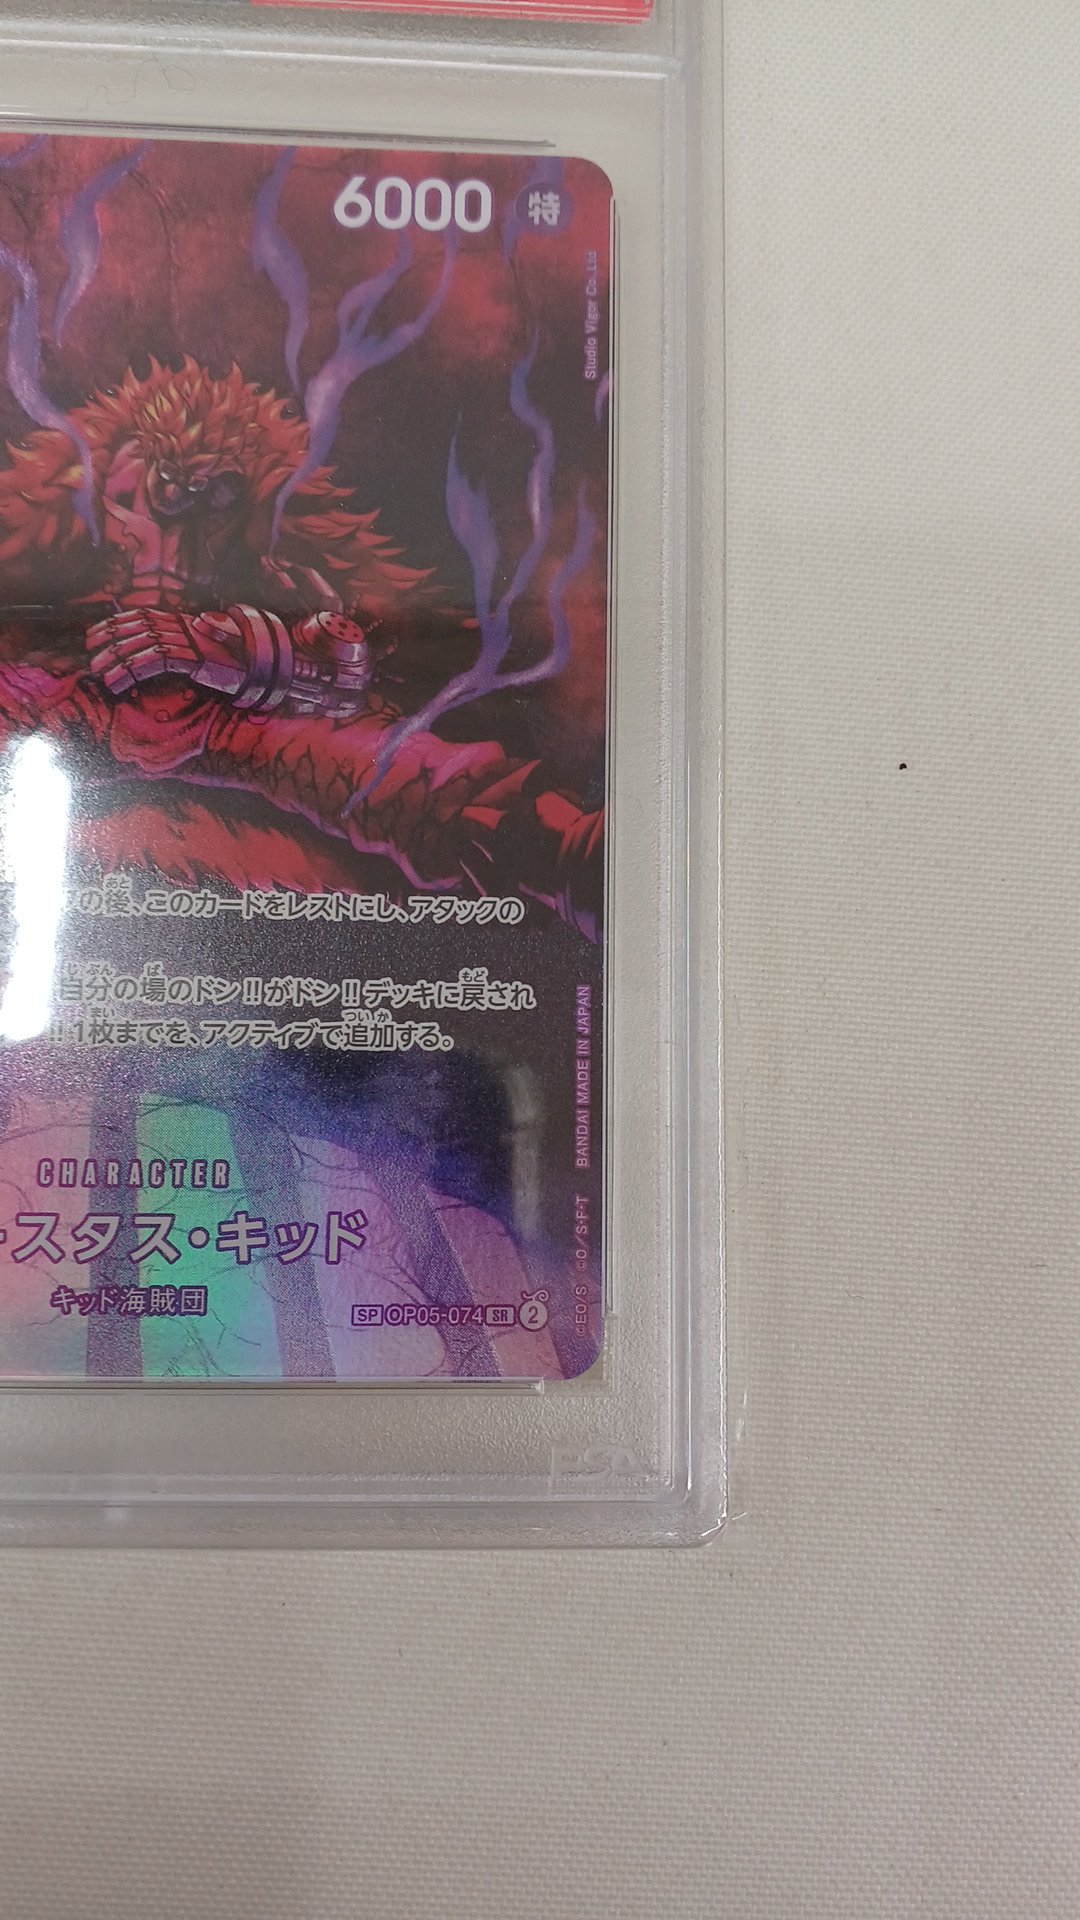 6000 特
Studio Vigor Co.,Ltd
の後、このカードをレストにし、アタックの
自分の場のドン!!がドン!!デッキに戻され
!!1枚までを、アクティブで追加する。
CHARACTER
スタス・キッド
キッド海賊団
SP OP05-074 SR 2
©EO/S ©O/S・F・T BANDAI MADE IN JAPAN
PSA